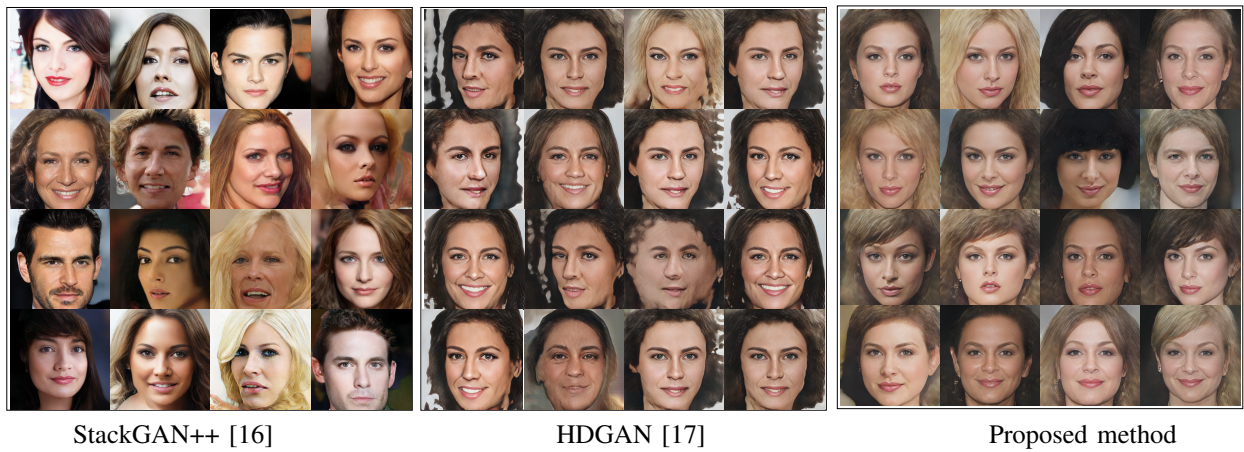 StackGAN++ [16]
HDGAN [17]
Proposed method